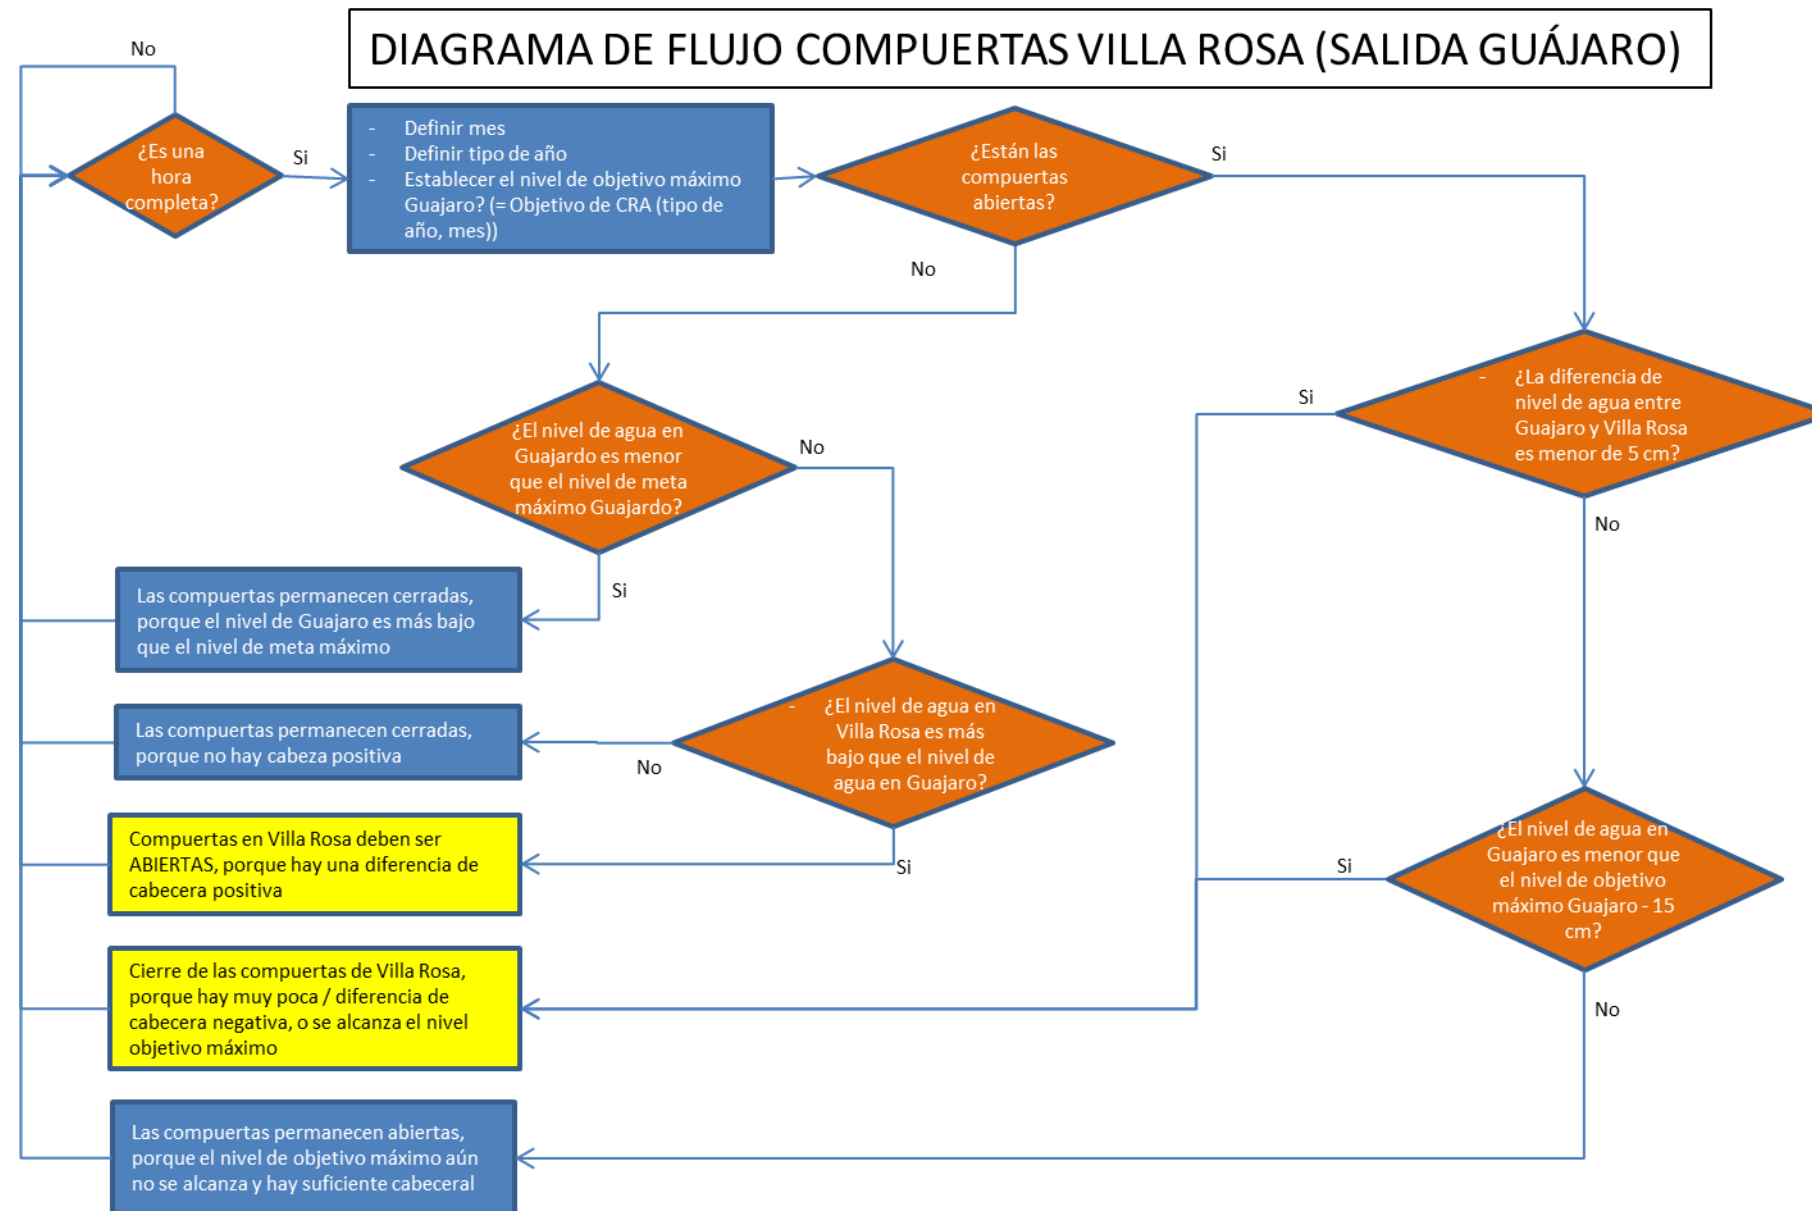 DIAGRAMA DE FLUJO COMPUERTAS VILLA ROSA (SALIDA GUÁJARO)
No
¿Es una
hora
completa?
Si
- Definir mes
- Definir tipo de año
- Establecer el nivel de objetivo máximo
Guajaro? (= Objetivo de CRA (tipo de
año, mes))
¿Están las
compuertas
abiertas?
Si
No
- ¿La diferencia de
nivel de agua entre
Guajaro y Villa Rosa
es menor de 5 cm?
Si
No
¿El nivel de agua en
Guajardo es menor
que el nivel de meta
máximo Guajardo?
No
Si
Las compuertas permanecen cerradas,
porque el nivel de Guajaro es más bajo
que el nivel de meta máximo
- ¿El nivel de agua en
Villa Rosa es más
bajo que el nivel de
agua en Guajaro?
No
Si
Las compuertas permanecen cerradas,
porque no hay cabeza positiva
Compuertas en Villa Rosa deben ser
ABIERTAS, porque hay una diferencia de
cabecera positiva
¿El nivel de agua en
Guajaro es menor que
el nivel de objetivo
máximo Guajaro - 15
cm?
Si
No
Cierre de las compuertas de Villa Rosa,
porque hay muy poca / diferencia de
cabecera negativa, o se alcanza el nivel
objetivo máximo
Las compuertas permanecen abiertas,
porque el nivel de objetivo máximo aún
no se alcanza y hay suficiente cabeceral